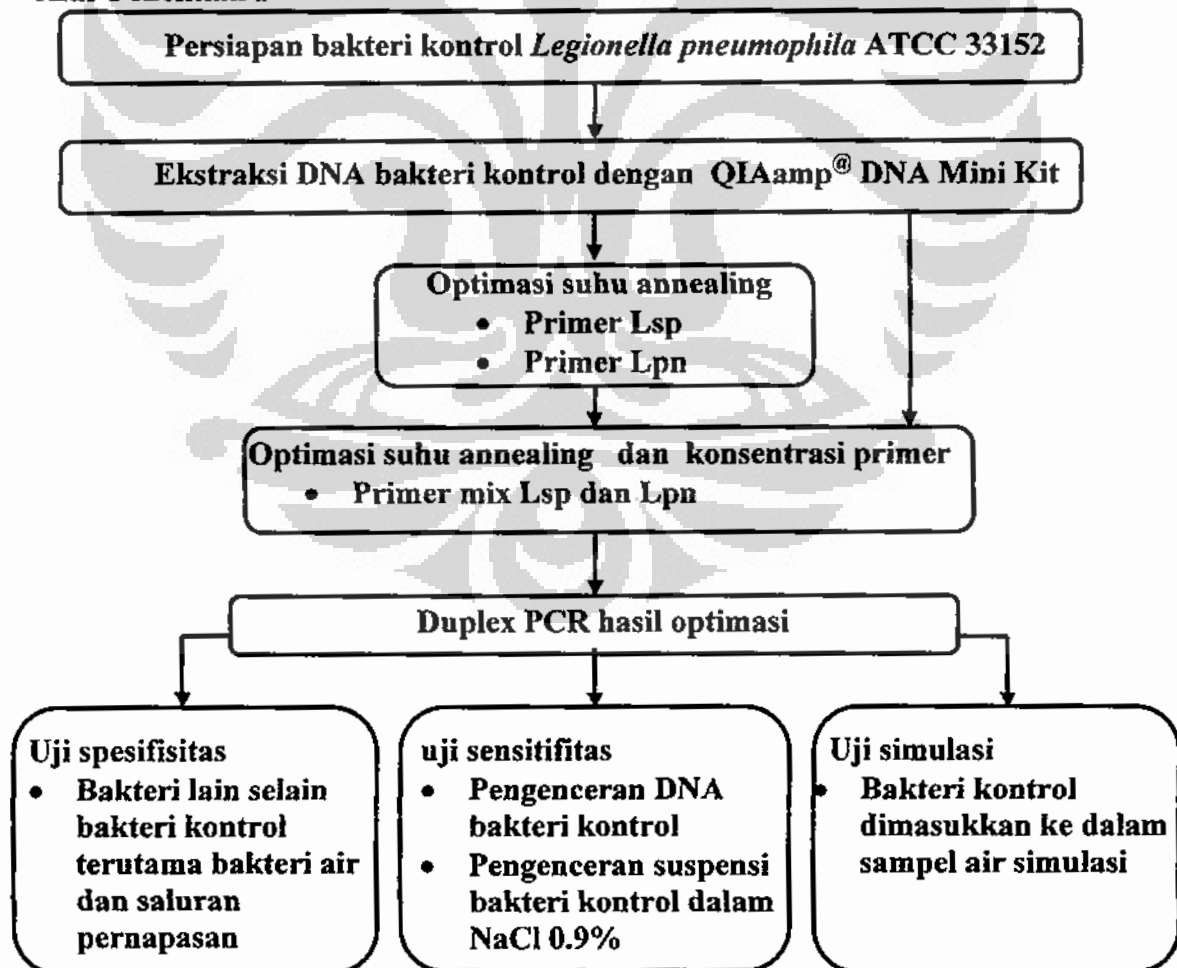 Persiapan bakteri kontrol Legionella pneumophila ATCC 33152
Ekstraksi DNA bakteri kontrol dengan QIAamp@ DNA Mini Kit
Optimasi suhu annealing
• Primer Lsp
• Primer Lpn
Optimasi suhu annealing dan konsentrasi primer
• Primer mix Lsp dan Lpn
Duplex PCR hasil optimasi
Uji spesifisitas
• Bakteri lain selain
bakteri kontrol
terutama bakteri air
dan saluran
pernapasan
uji sensitifitas
• Pengenceran DNA
bakteri kontrol
• Pengenceran suspensi
bakteri kontrol dalam
NaCl 0.9%
Uji simulasi
• Bakteri kontrol
dimasukkan ke dalam
sampel air simulasi